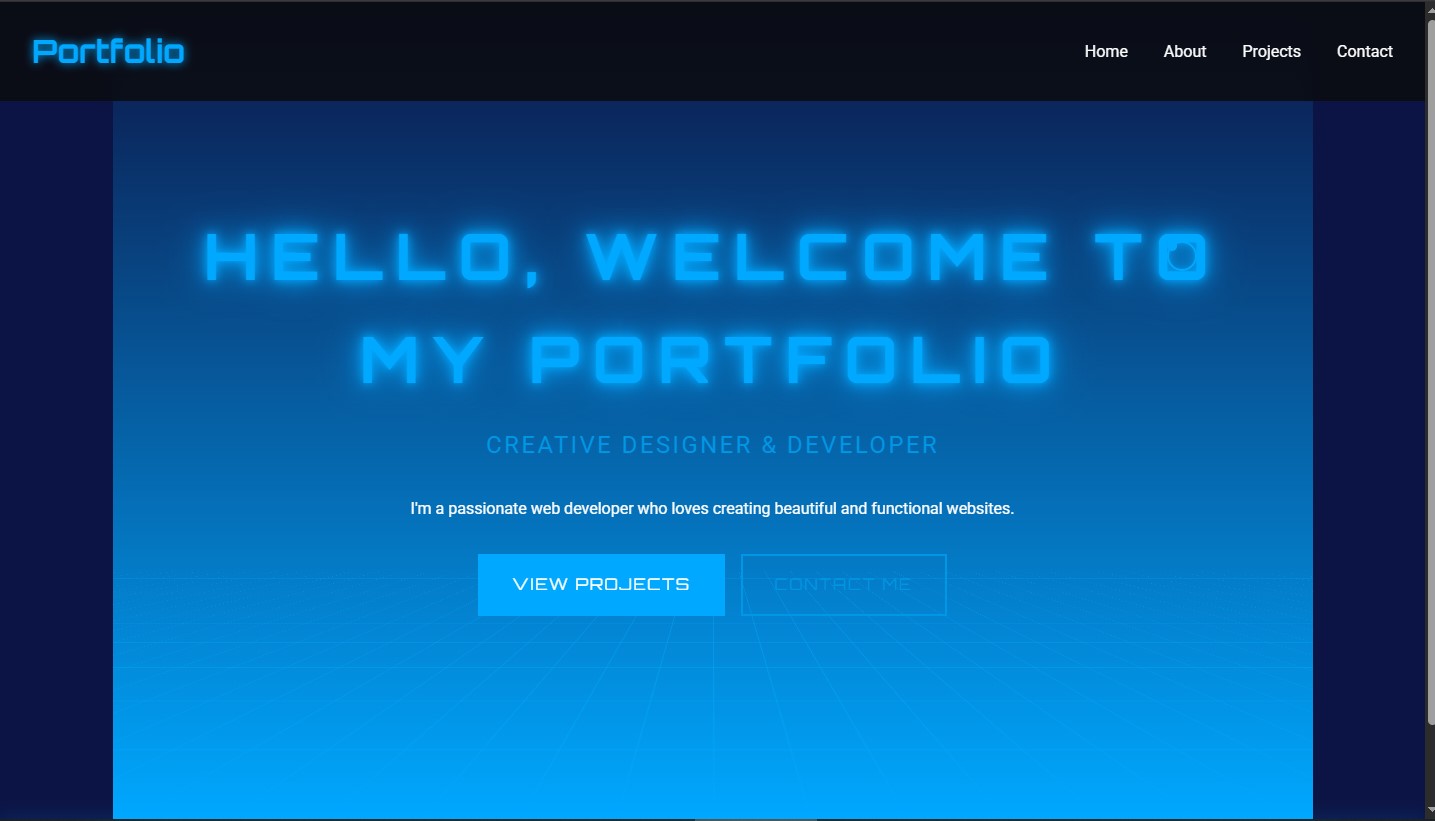 Portfolio
Home About Projects Contact
HELLO, WELCOME TO
MY PORTFOLIO
CREATIVE DESIGNER & DEVELOPER
I'm a passionate web developer who loves creating beautiful and functional websites.
VIEW PROJECTS CONTACT ME